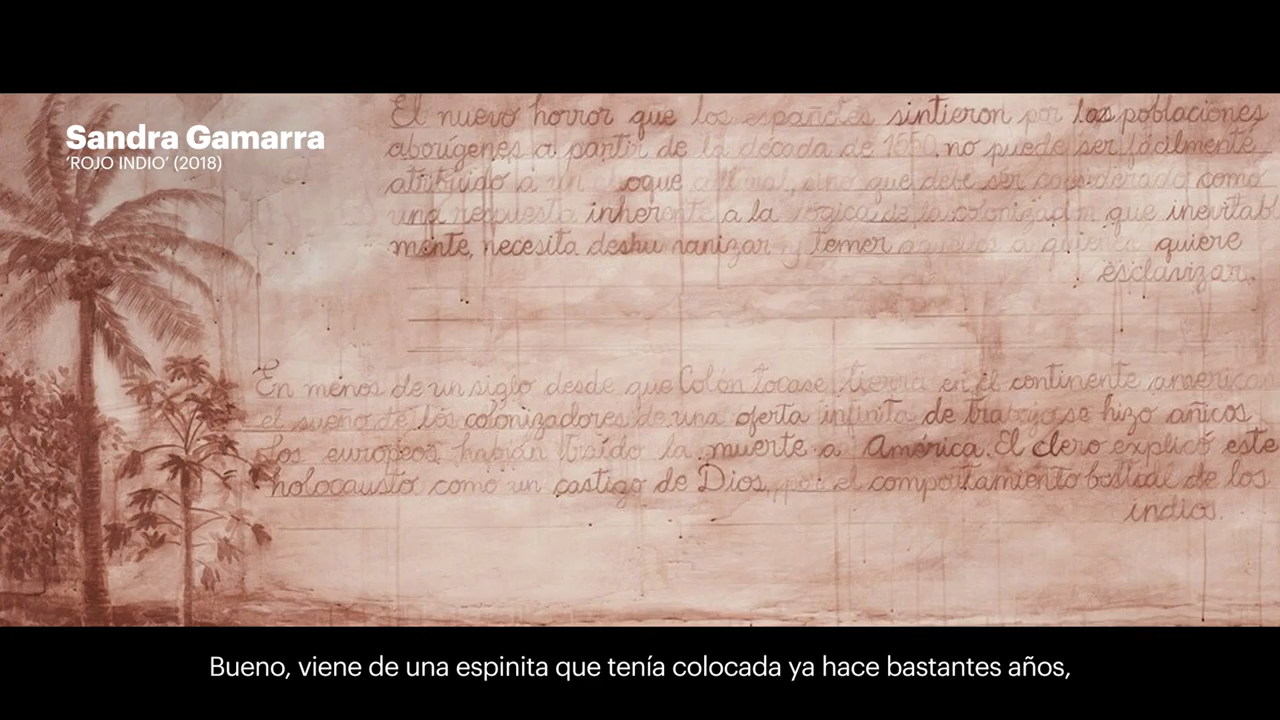 Sandra Gamarra
‘ROJO INDIO’ (2018)
El nuevo horror que los españoles sintieron por las poblaciones
aborígenes a partir de la década de 1550 no puede ser fácilmente
atribuido a un choque cultural, sino que debe ser considerado como
una respuesta inherente a la lógica de la colonización que inevitab
mente, necesita deshumanizar y temer a quienes quiere
esclavizar.
En menos de un siglo desde que Colón tocase tierra en el continente american
el sueño de los colonizadores de una oferta infinita de trabajo se hizo añicos.
Los europeos habían traído la muerte a América. El clero explicó este
holocausto como un castigo de Dios, por el comportamiento bestial de los
indios.
Bueno, viene de una espinita que tenía colocada ya hace bastantes años,